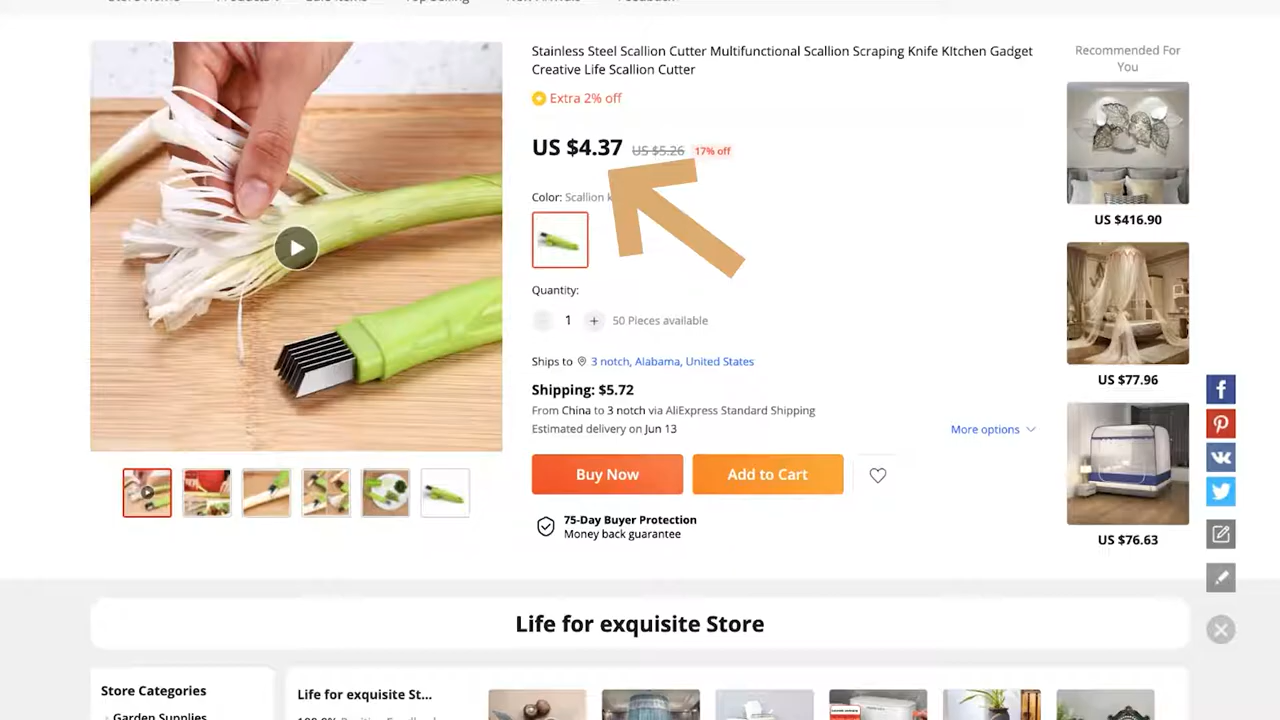 Stainless Steel Scallion Cutter Multifunctional Scallion Scraping Knife KItchen Gadget
Creative Life Scallion Cutter
Extra 2% off
US $4.37 US $5.26 17% off
Color: Scallion
Quantity:
1 + 50 Pieces available
Ships to 3 notch, Alabama, United States
Shipping: $5.72
From China to 3 notch via AliExpress Standard Shipping
Estimated delivery on Jun 13
More options
Buy Now
Add to Cart
75-Day Buyer Protection
Money back guarantee
Recommended For
You
US $416.90
US $77.96
US $76.63
Life for exquisite Store
Store Categories
Garden Supplies
Life for exquisite St...